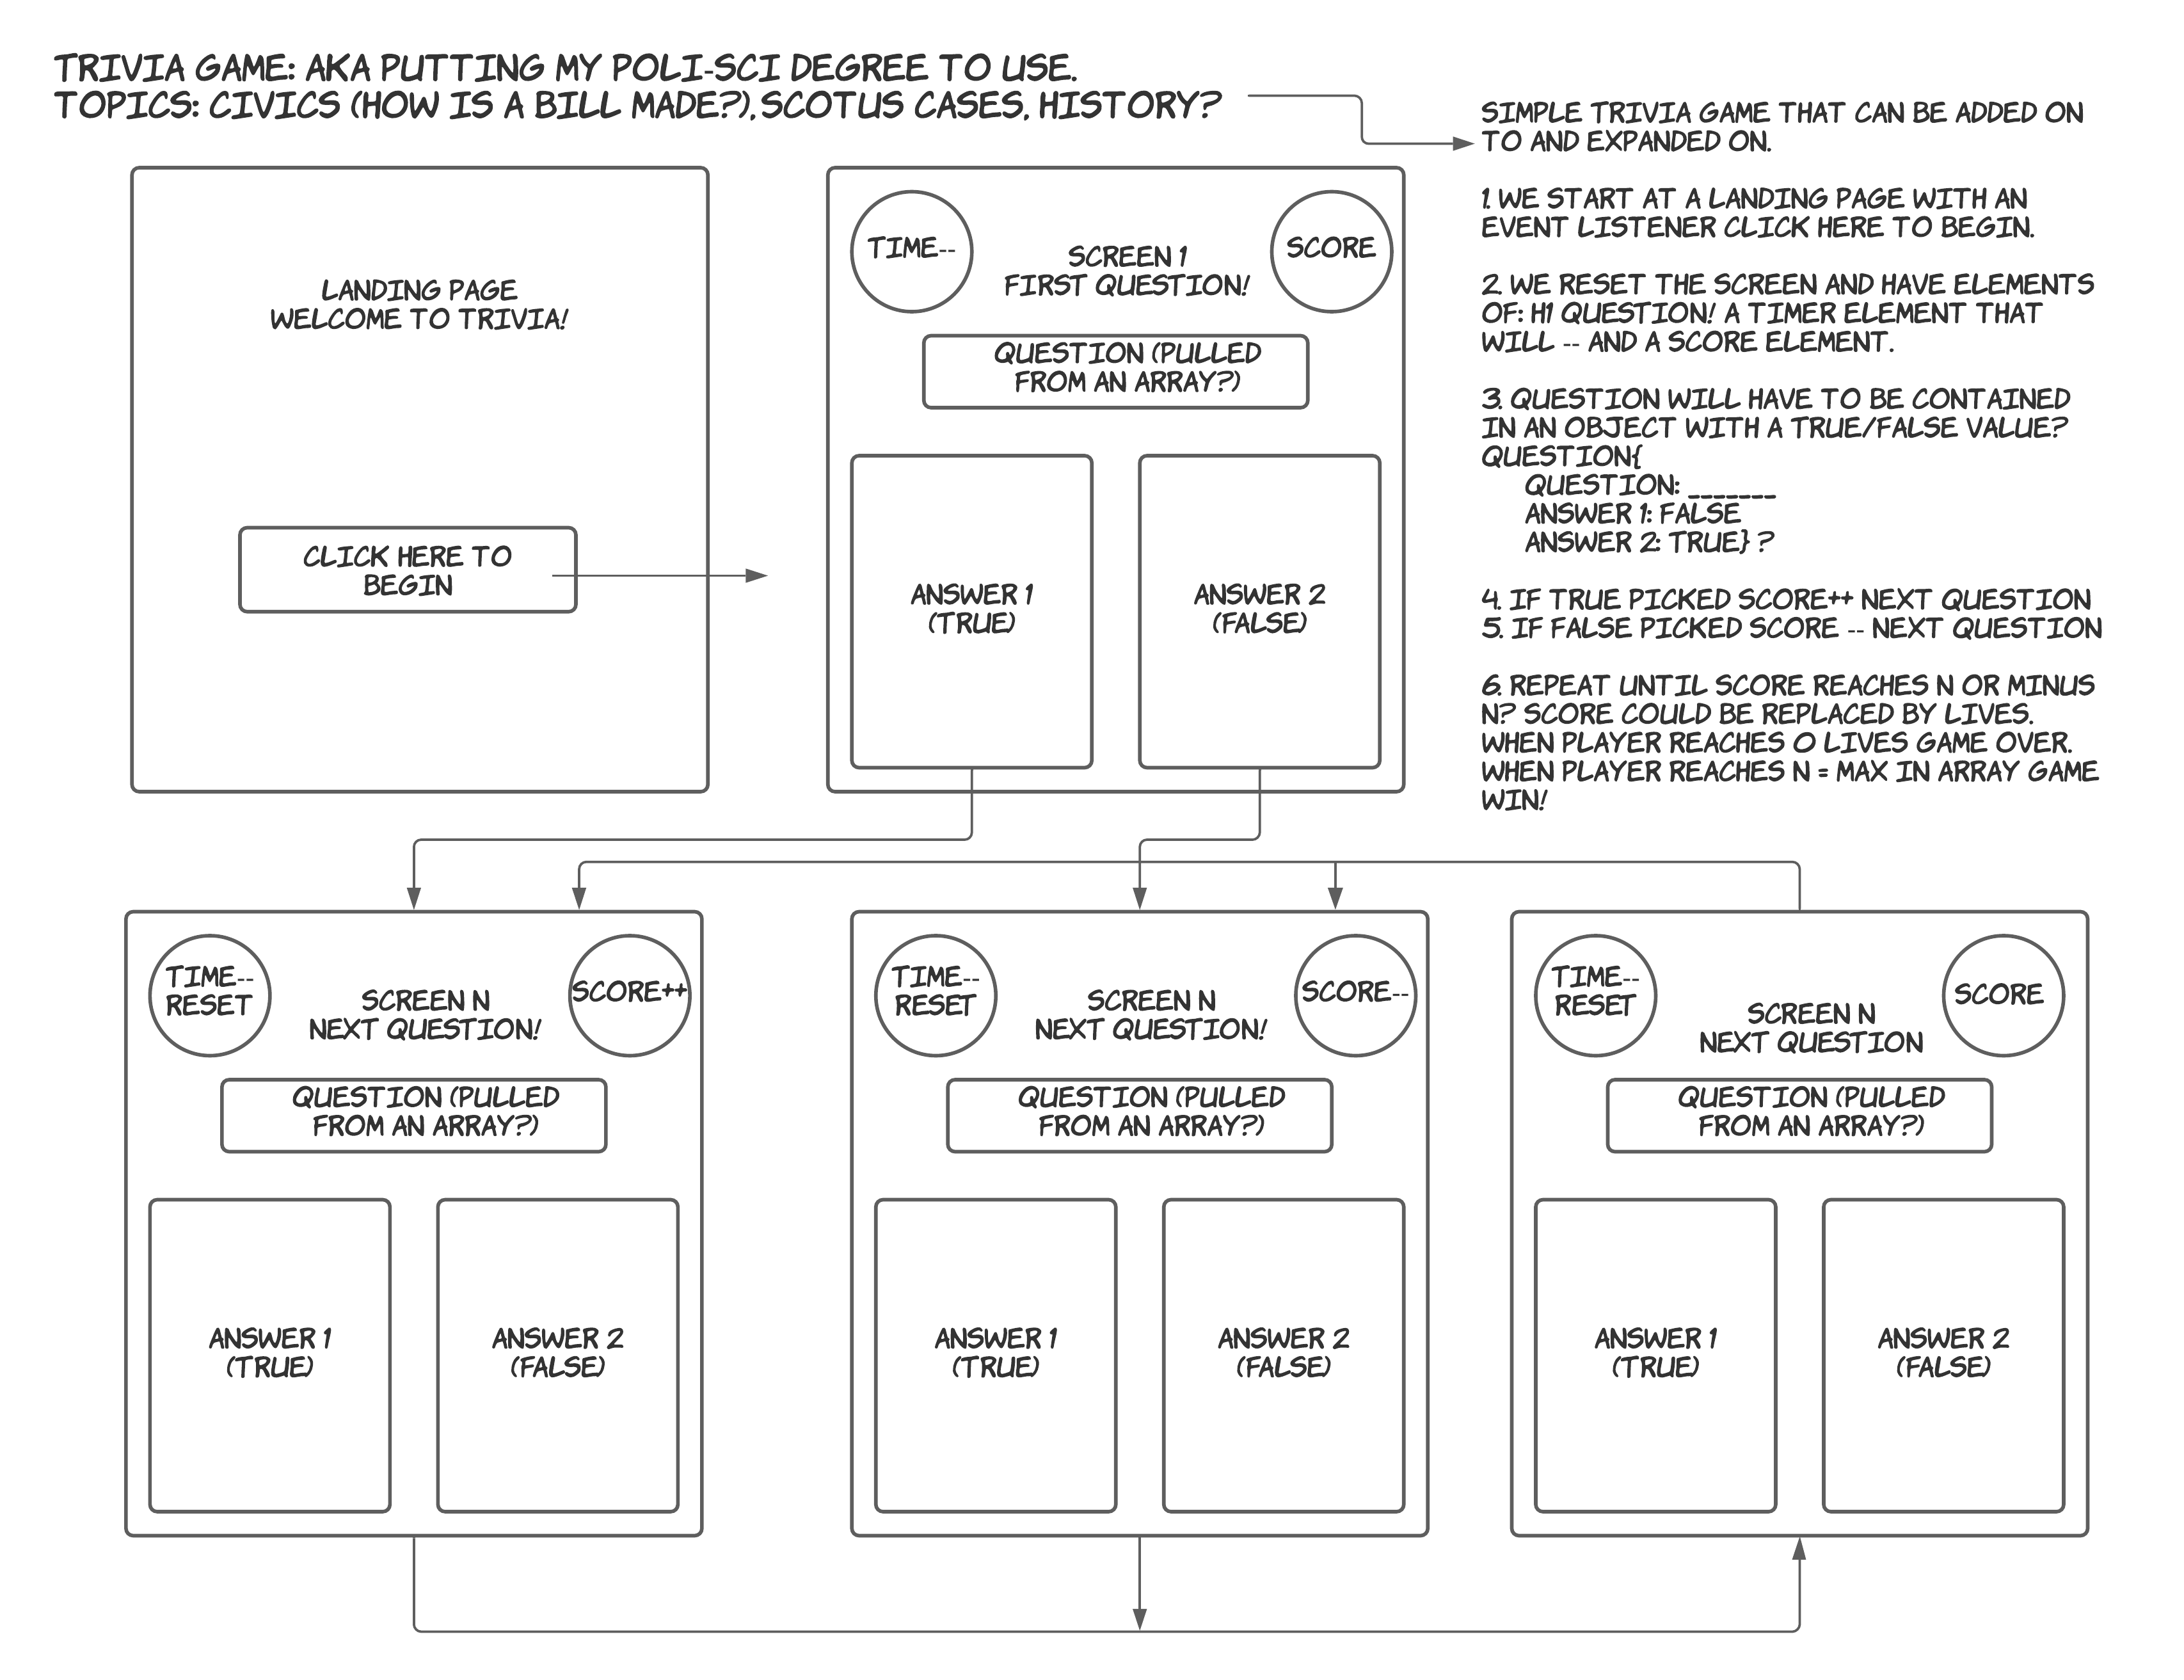 TRIVIA GAME: AKA PUTTING MY POLI-SCI DEGREE TO USE.
TOPICS: CIVICS (HOW IS A BILL MADE?), SCOTUS CASES, HISTORY?
SIMPLE TRIVIA GAME THAT CAN BE ADDED ON
TO AND EXPANDED ON.
1. WE START AT A LANDING PAGE WITH AN
EVENT LISTENER CLICK HERE TO BEGIN.
2. WE RESET THE SCREEN AND HAVE ELEMENTS
OF: H1 QUESTION! A TIMER ELEMENT THAT
WILL -- AND A SCORE ELEMENT.
3. QUESTION WILL HAVE TO BE CONTAINED
IN AN OBJECT WITH A TRUE/FALSE VALUE?
QUESTION{
QUESTION: _______
ANSWER 1: FALSE
ANSWER 2: TRUE} ?
4. IF TRUE PICKED SCORE++ NEXT QUESTION
5. IF FALSE PICKED SCORE -- NEXT QUESTION
6. REPEAT UNTIL SCORE REACHES N OR MINUS
N? SCORE COULD BE REPLACED BY LIVES.
WHEN PLAYER REACHES 0 LIVES GAME OVER.
WHEN PLAYER REACHES N = MAX IN ARRAY GAME
WIN!
LANDING PAGE
WELCOME TO TRIVIA!
CLICK HERE TO
BEGIN
TIME--
SCREEN 1
FIRST QUESTION!
SCORE
QUESTION (PULLED
FROM AN ARRAY?)
ANSWER 1
(TRUE)
ANSWER 2
(FALSE)
TIME--
RESET
SCREEN N
NEXT QUESTION!
SCORE++
QUESTION (PULLED
FROM AN ARRAY?)
ANSWER 1
(TRUE)
ANSWER 2
(FALSE)
TIME--
RESET
SCREEN N
NEXT QUESTION!
SCORE--
QUESTION (PULLED
FROM AN ARRAY?)
ANSWER 1
(TRUE)
ANSWER 2
(FALSE)
TIME--
RESET
SCREEN N
NEXT QUESTION
SCORE
QUESTION (PULLED
FROM AN ARRAY?)
ANSWER 1
(TRUE)
ANSWER 2
(FALSE)